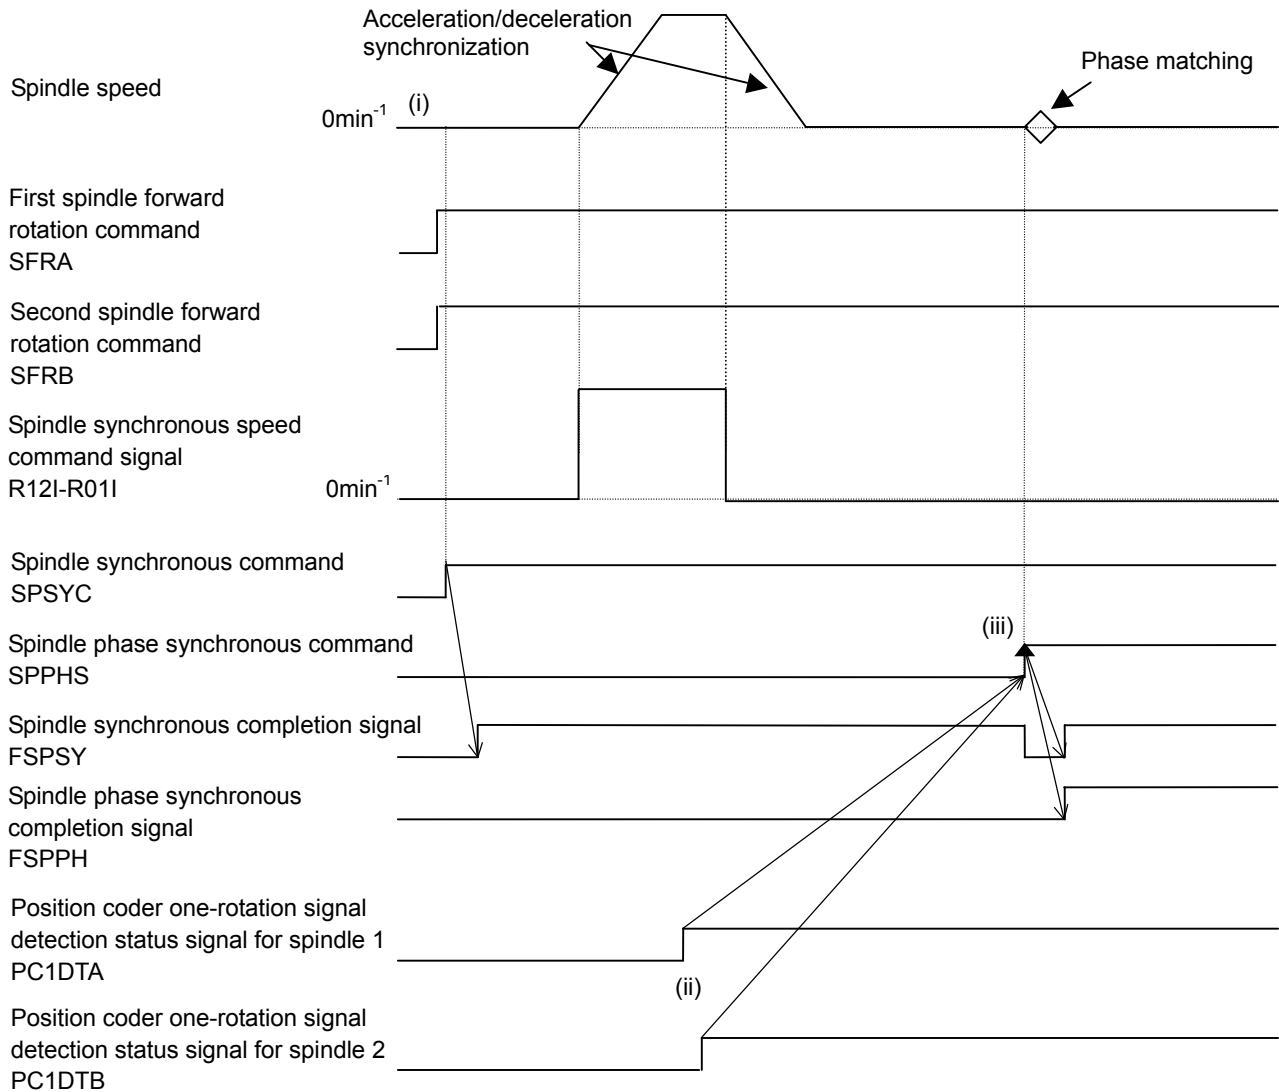 Acceleration/deceleration
synchronization
Phase matching
Spindle speed
0min-1
(i)
First spindle forward
rotation command
SFRA
Second spindle forward
rotation command
SFRB
Spindle synchronous speed
command signal
R12I-R01I
0min-1
Spindle synchronous command
SPSYC
Spindle phase synchronous command
SPPHS
(iii)
Spindle synchronous completion signal
FSPSY
Spindle phase synchronous
completion signal
FSPPH
Position coder one-rotation signal
detection status signal for spindle 1
PC1DTA
(ii)
Position coder one-rotation signal
detection status signal for spindle 2
PC1DTB